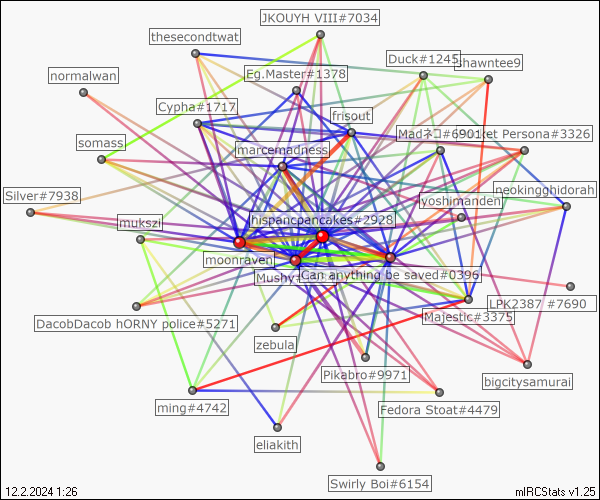 JKOUYH VIII#7034
thesecondtwat
Duck#1245
shawntee9
normalwan
Eg.Master#1378
Cypha#1717
frisout
Madネコ#6901
ret Persona#3326
somass
marcemadness
Silver#7938
neokingghidorah
yoshimanden
mukszi
hispancpancakes#2928
moonraven
Mushy
Can anything be saved#0396
LPK2387 #7690
DacobDacob hORNY police#5271
Majestic#3375
zebula
Pikabro#9971
bigcitysamurai
ming#4742
Fedora Stoat#4479
eliakith
Swirly Boi#6154
12.2.2024 1:26
mIRCStats v1.25